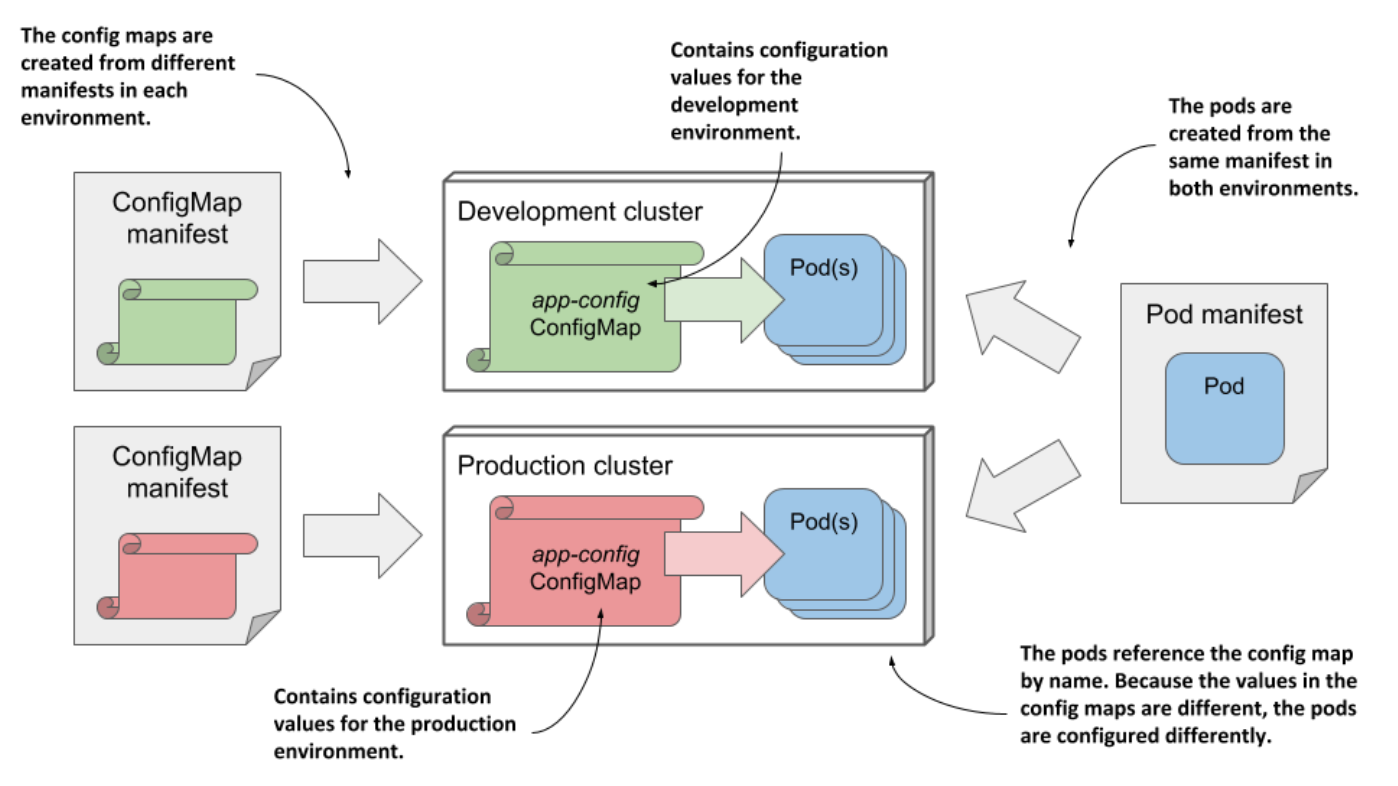 The config maps are
created from different
manifests in each
environment.
Contains configuration
values for the
development
environment.
The pods are
created from the
same manifest in
both environments.
ConfigMap
manifest
Development cluster
app-config
ConfigMap
Pod(s)
Pod manifest
Pod
ConfigMap
manifest
Production cluster
app-config
ConfigMap
Pod(s)
Contains configuration
values for the production
environment.
The pods reference the config map
by name. Because the values in the
config maps are different, the pods
are configured differently.